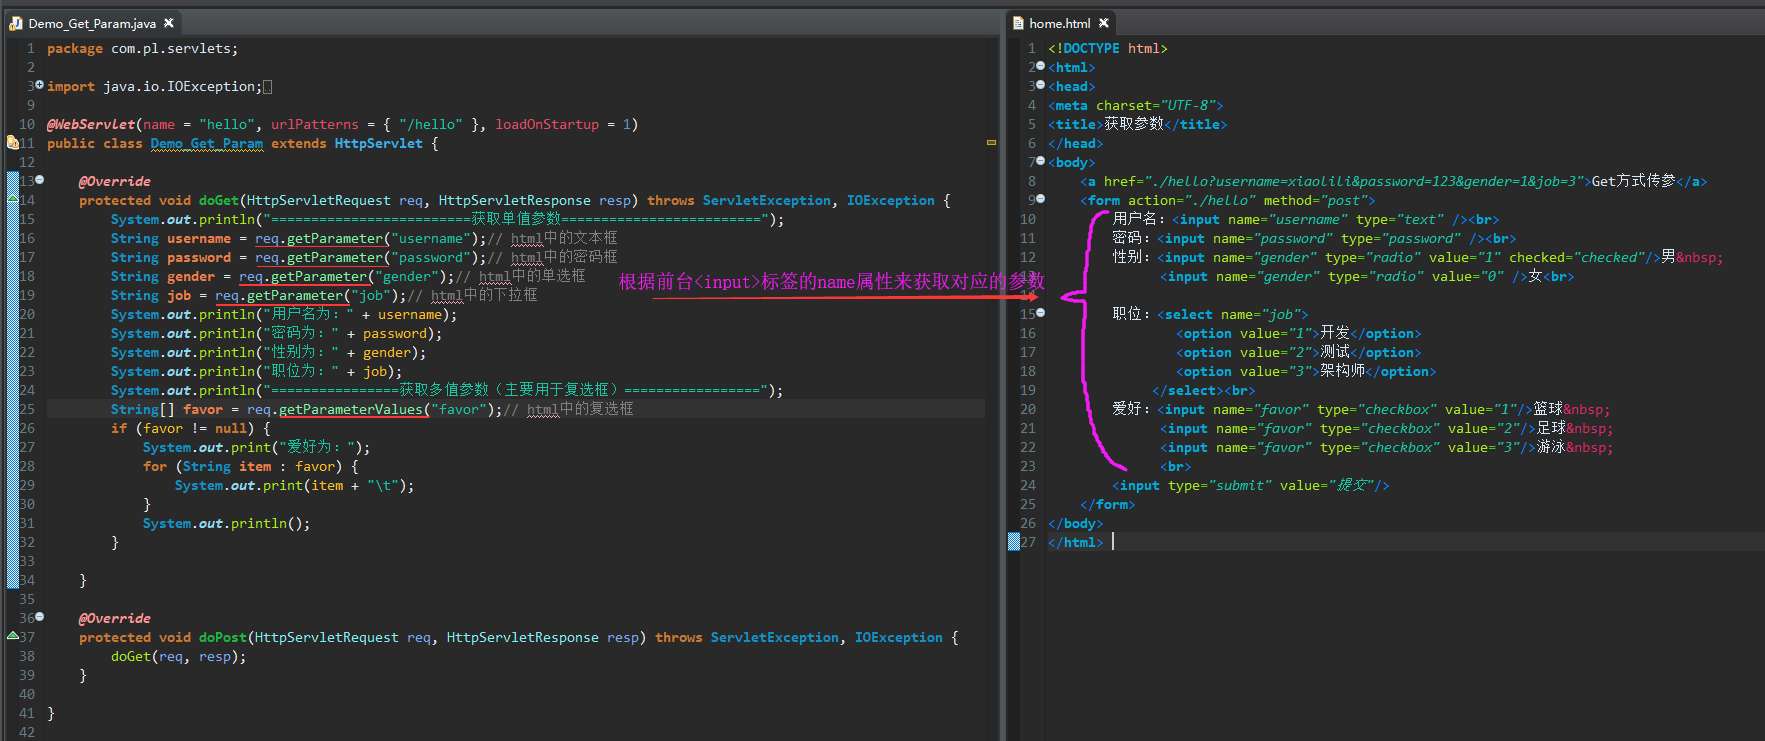 Demo_Get_Param.java
1 package com.pl.servlets;
2
3 import java.io.IOException;
9
10 @WebServlet(name = "hello", urlPatterns = { "/hello" }, loadOnStartup = 1)
11 public class Demo_Get_Param extends HttpServlet {
12
13 @Override
14 protected void doGet(HttpServletRequest req, HttpServletResponse resp) throws ServletException, IOException {
15 System.out.println("=========================获取单值参数=========================");
16 String username = req.getParameter("username");// html中的文本框
17 String password = req.getParameter("password");// html中的密码框
18 String gender = req.getParameter("gender");// html中的单选框
19 String job = req.getParameter("job");// html中的下拉框
20 System.out.println("用户名为：" + username);
21 System.out.println("密码为：" + password);
22 System.out.println("性别为：" + gender);
23 System.out.println("职位为：" + job);
24 System.out.println("================获取多值参数（主要用于复选框）=================");
25 String[] favor = req.getParameterValues("favor");// html中的复选框
26 if (favor != null) {
27 System.out.print("爱好为：");
28 for (String item : favor) {
29 System.out.print(item + "\t");
30 }
31 System.out.println();
32 }
33
34 }
35
36 @Override
37 protected void doPost(HttpServletRequest req, HttpServletResponse resp) throws ServletException, IOException {
38 doGet(req, resp);
39 }
40
41 }
42
根据前台<input>标签的name属性来获取对应的参数
home.html
1 <!DOCTYPE html>
2 <html>
3 <head>
4 <meta charset="UTF-8">
5 <title>获取参数</title>
6 </head>
7 <body>
8 <a href="./hello?username=xiaolili&password=123&gender=1&job=3">Get方式传参</a>
9 <form action="./hello" method="post">
10 用户名：<input name="username" type="text" /><br>
11 密码：<input name="password" type="password" /><br>
12 性别：<input name="gender" type="radio" value="1" checked="checked"/>男&nbsp;
13 <input name="gender" type="radio" value="0" />女<br>
14
15 职位：<select name="job">
16 <option value="1">开发</option>
17 <option value="2">测试</option>
18 <option value="3">架构师</option>
19 </select><br>
20 爱好：<input name="favor" type="checkbox" value="1"/>篮球&nbsp;
21 <input name="favor" type="checkbox" value="2"/>足球&nbsp;
22 <input name="favor" type="checkbox" value="3"/>游泳&nbsp;
23 <br>
24 <input type="submit" value="提交"/>
25 </form>
26 </body>
27 </html>